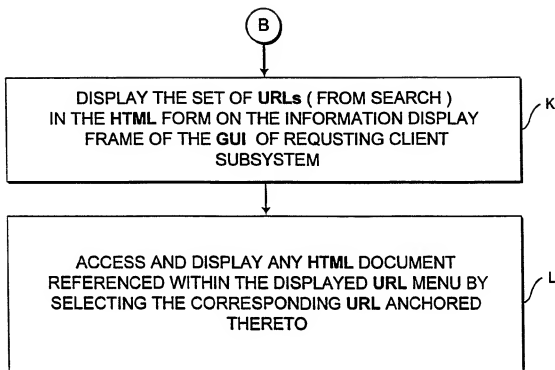 B
DISPLAY THE SET OF URLs ( FROM SEARCH )
IN THE HTML FORM ON THE INFORMATION DISPLAY
FRAME OF THE GUI OF REQUSTING CLIENT
SUBSYSTEM
K
ACCESS AND DISPLAY ANY HTML DOCUMENT
REFERENCED WITHIN THE DISPLAYED URL MENU BY
SELECTING THE CORRESPONDING URL ANCHORED
THERETO
L